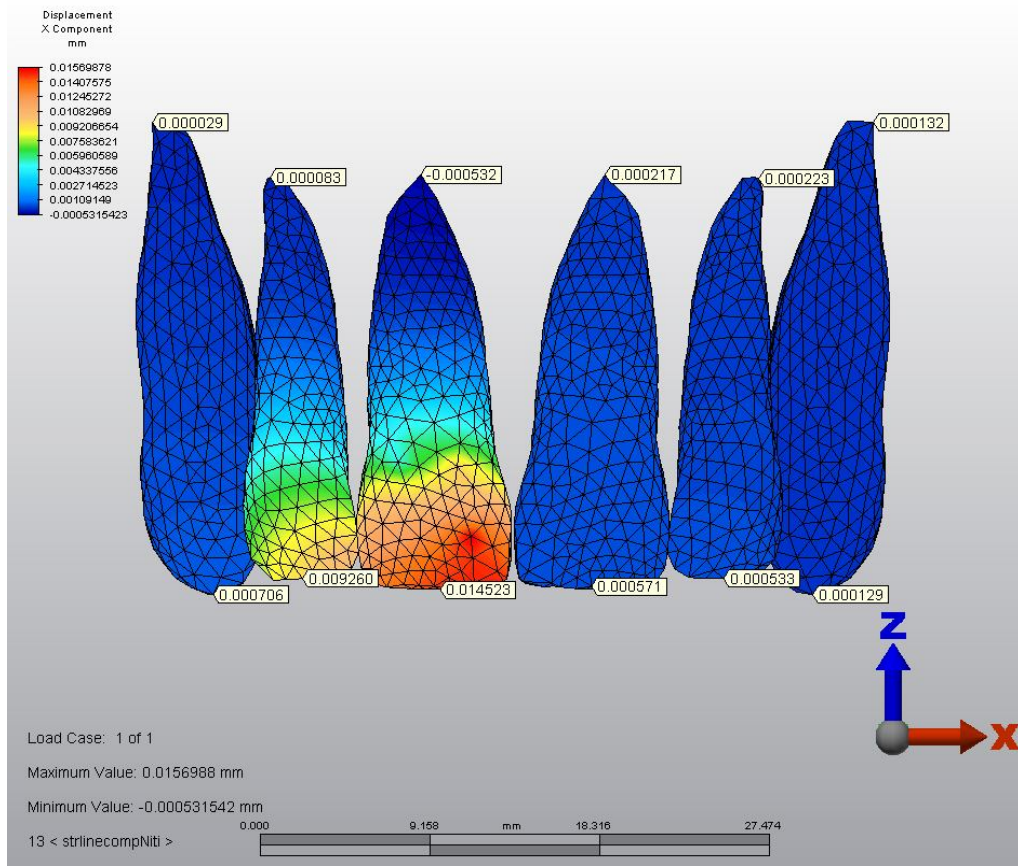 Displacement
X Component
mm
0.01569878
0.01407575
0.01245272
0.01082969
0.009206654
0.007583621
0.005960589
0.004337556
0.002714523
0.00109149
-0.0005315423
0.000029
0.000083
-0.000532
0.000217
0.000223
0.000132
0.000706
0.009260
0.014523
0.000571
0.000533
0.000129
Z
X
Load Case: 1 of 1
Maximum Value: 0.0156988 mm
Minimum Value: -0.000531542 mm
0.000 9.158 mm 18.316 27.474
13 < strlinecompNiti >